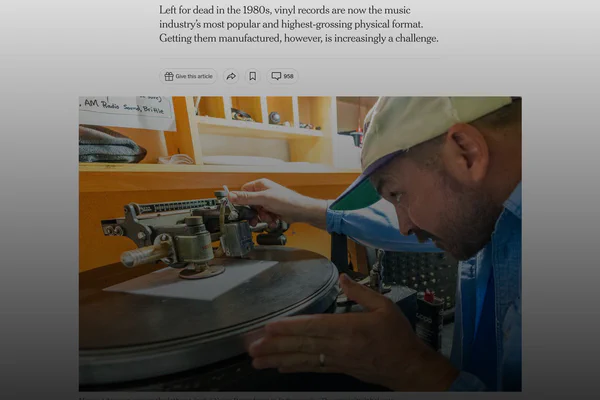 Left for dead in the 1980s, vinyl records are now the music
industry's most popular and highest-grossing physical format.
Getting them manufactured, however, is increasingly a challenge.
Give this article
958
AM Radio Sound, Brittle